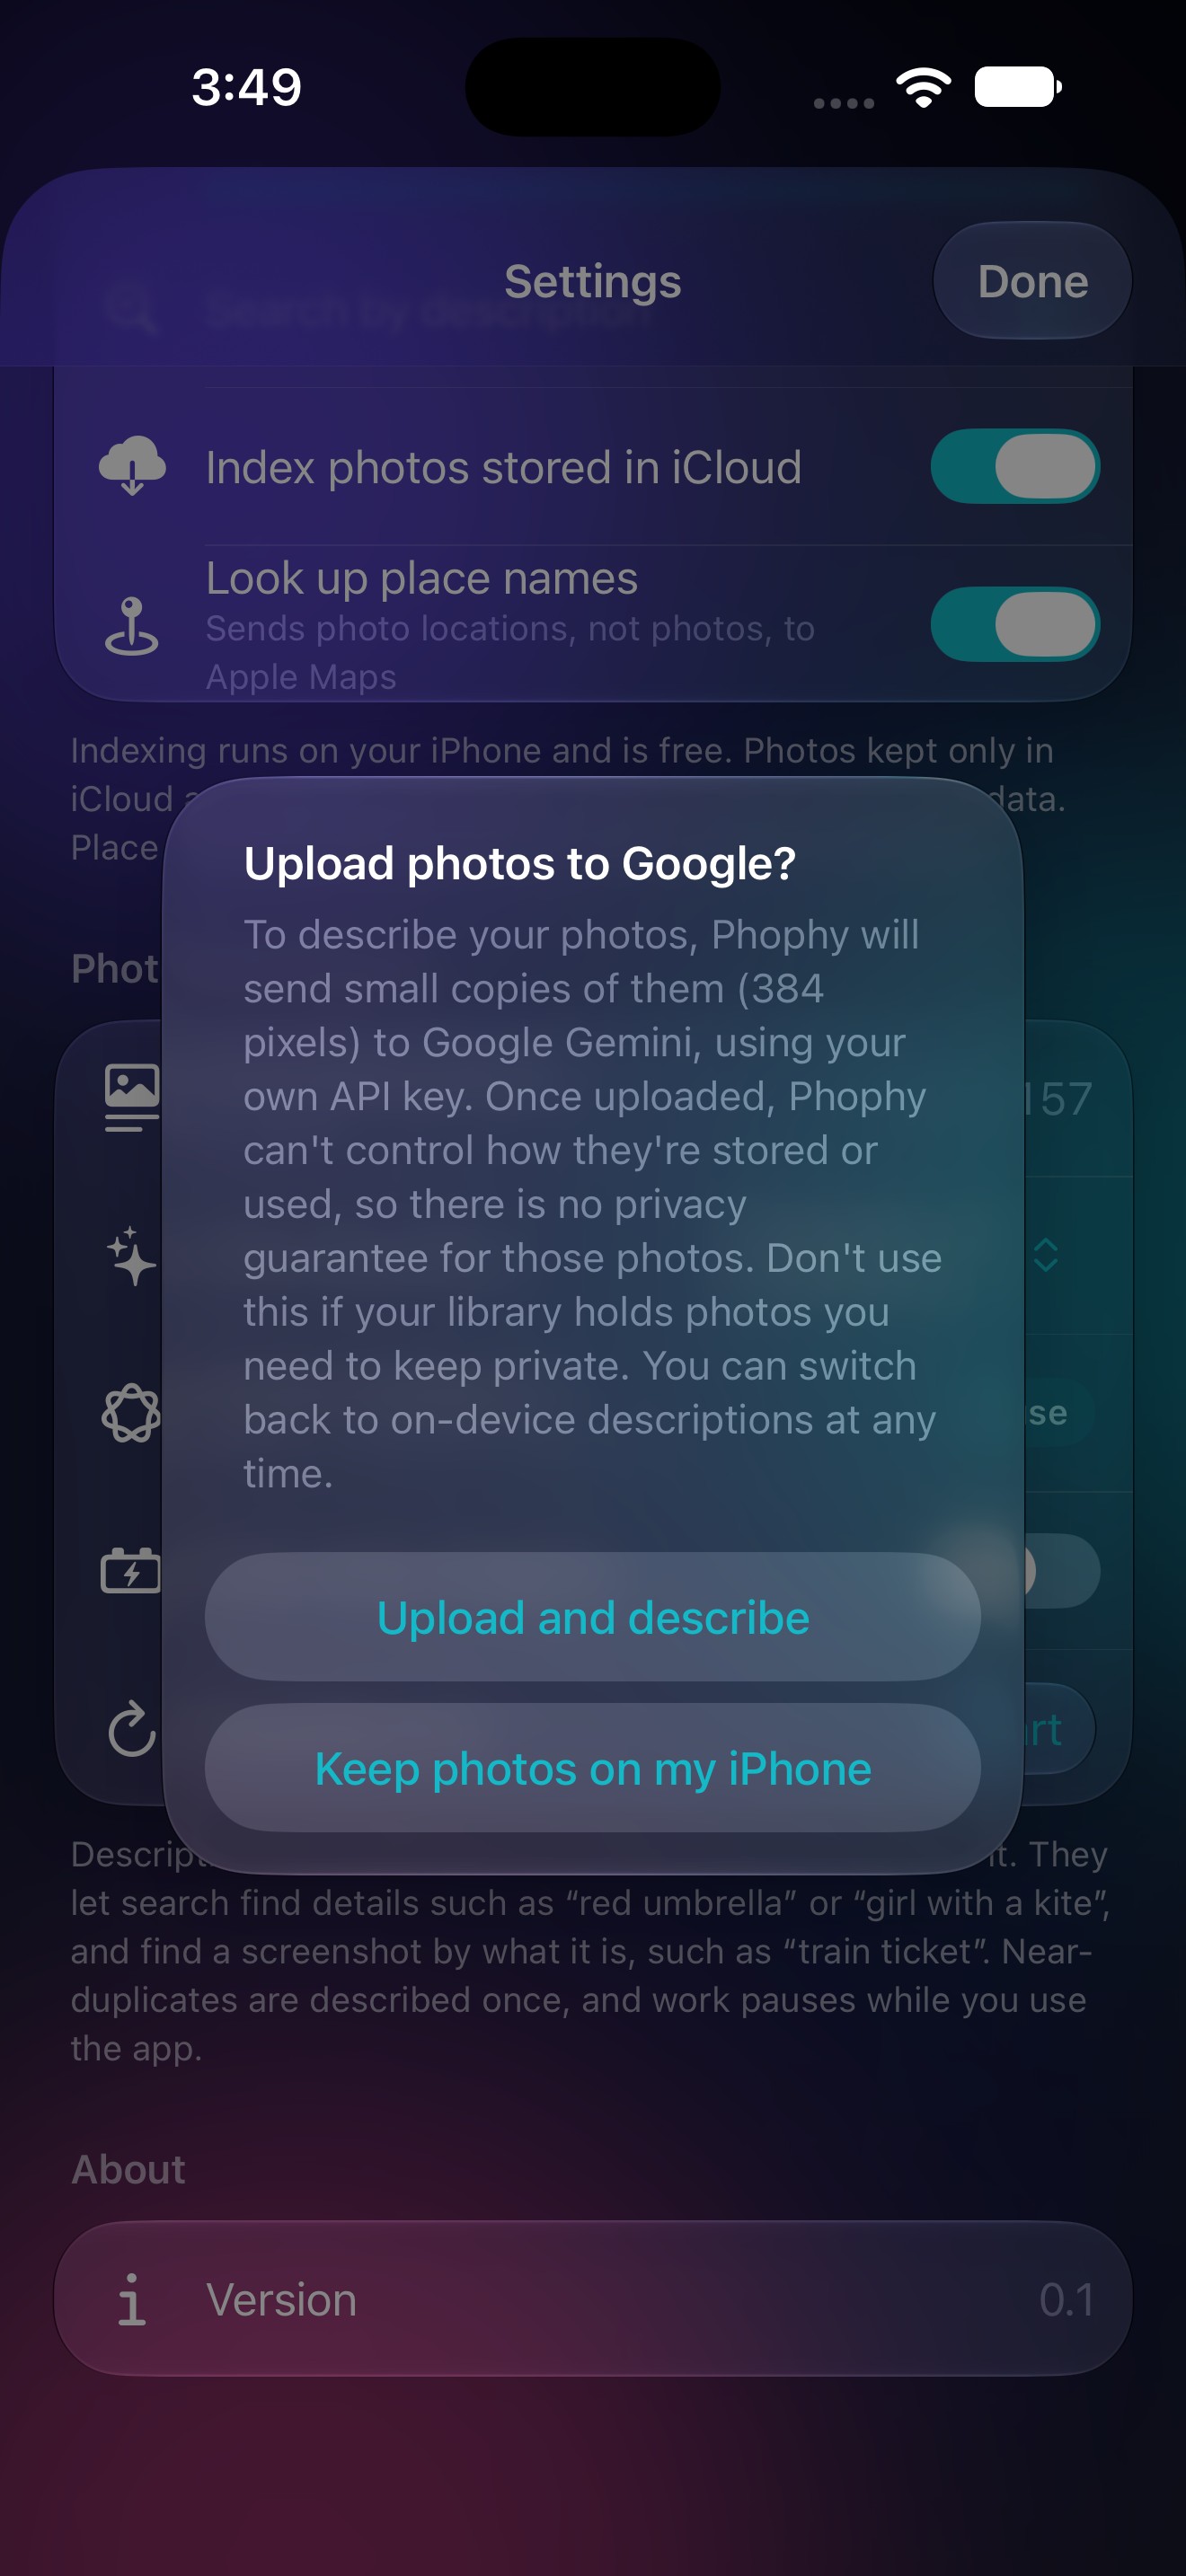 3:49
Settings
Done
Search by description
Index photos stored in iCloud
Look up place names
Sends photo locations, not photos, to
Apple Maps
Indexing runs on your iPhone and is free. Photos kept only in
iCloud
data.
Place
Upload photos to Google?
To describe your photos, Phophy will
send small copies of them (384
pixels) to Google Gemini, using your
own API key. Once uploaded, Phophy
can't control how they're stored or
used, so there is no privacy
guarantee for those photos. Don't use
this if your library holds photos you
need to keep private. You can switch
back to on-device descriptions at any
time.
Upload and describe
Keep photos on my iPhone
it. They
let search find details such as “red umbrella” or “girl with a kite”,
and find a screenshot by what it is, such as “train ticket”. Near-
duplicates are described once, and work pauses while you use
the app.
About
Version
0.1